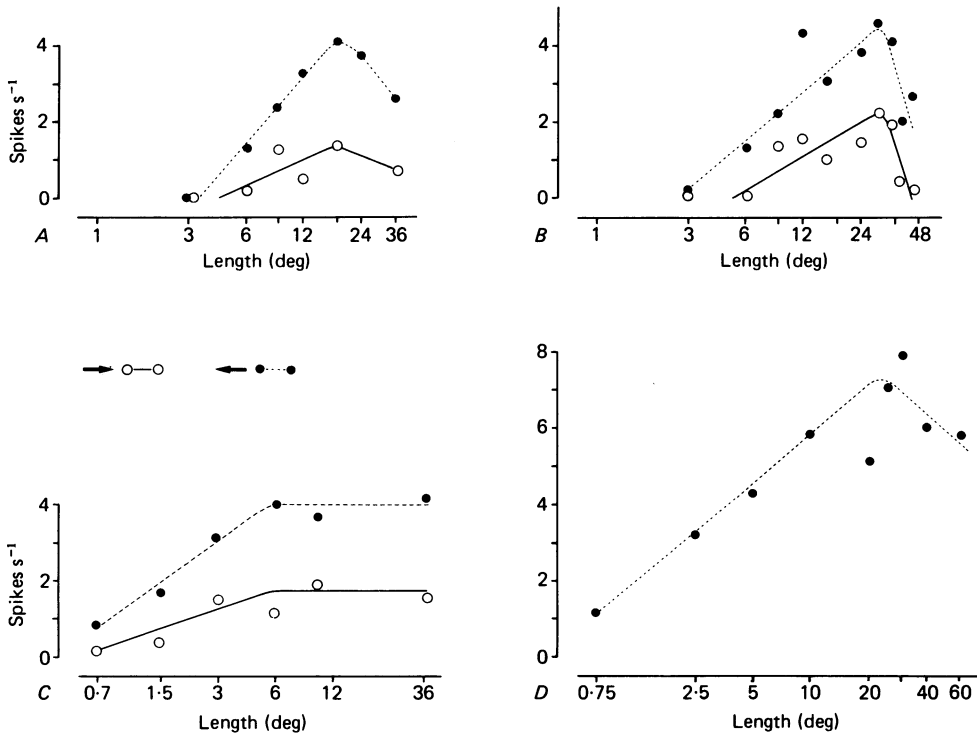 Spikes s⁻¹
4
2
0
1 3 6 12 24 36
A Length (deg)
4
2
0
1 3 6 12 24 48
B Length (deg)
Spikes s⁻¹
4
2
0
0·7 1·5 3 6 12 36
C Length (deg)
8
6
4
2
0
0·75 2·5 5 10 20 40 60
D Length (deg)